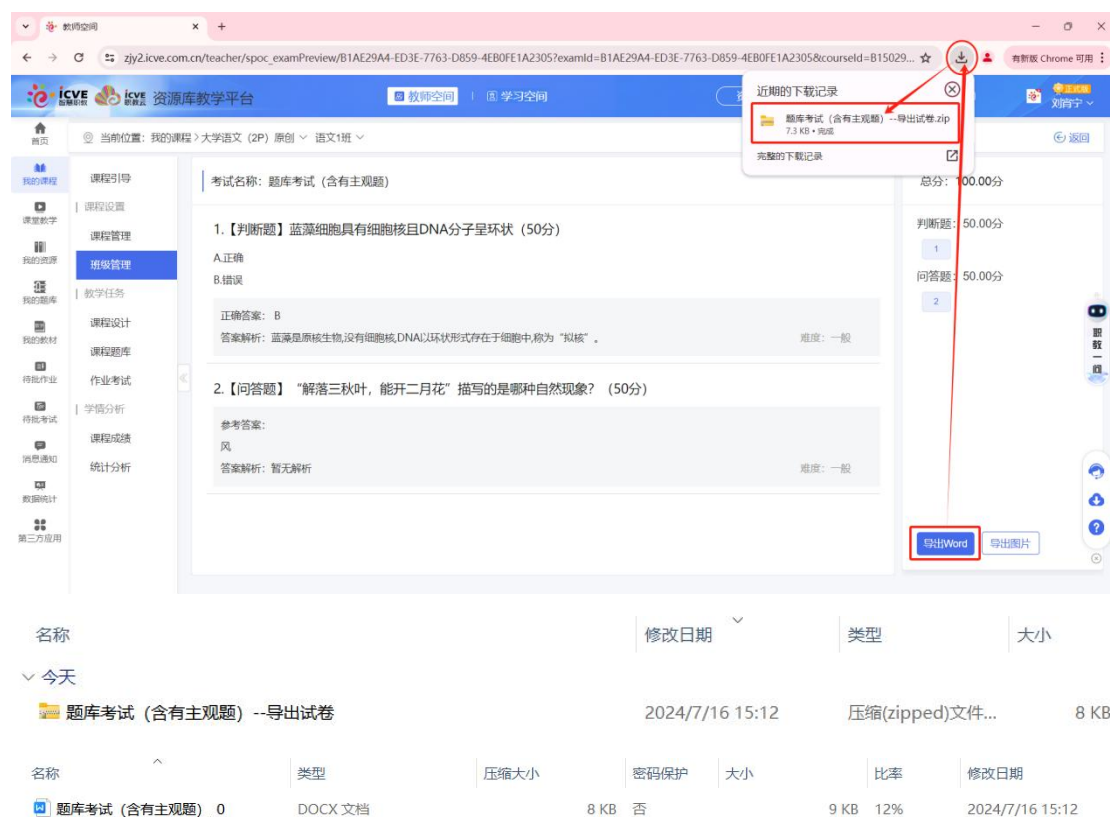 教师空间
zjy2.icve.com.cn/teacher/spoc_examPreview/B1AE29A4-ED3E-7763-D859-4EB0FE1A2305?examId=B1AE29A4-ED3E-7763-D859-4EB0FE1A2305&courseId=B15029...
有新版 Chrome 可用
近期的下载记录
题库考试（含有主观题）--导出试卷.zip
7.3 KB • 完成
完整的下载记录
icve 智慧职教 icve 职教云 资源库教学平台
教师空间
学习空间
正式版
刘肖宁
首页
当前位置：我的课程>大学语文（2P）原创 语文1班
返回
我的课程
课堂教学
我的资源
我的题库
我的教材
待批作业
待批考试
消息通知
数据统计
第三方应用
课程引导
课程设置
课程管理
班级管理
教学任务
课程设计
课程题库
作业考试
学情分析
课程成绩
统计分析
考试名称：题库考试（含有主观题）
1.【判断题】蓝藻细胞具有细胞核且DNA分子呈环状（50分）
A.正确
B.错误
正确答案： B
答案解析：蓝藻是原核生物,没有细胞核,DNA以环状形式存在于细胞中,称为“拟核”。
难度：一般
2.【问答题】“解落三秋叶，能开二月花”描写的是哪种自然现象？（50分）
参考答案：
风
答案解析：暂无解析
难度：一般
总分：100.00分
判断题：50.00分
1
问答题：50.00分
2
职教一问
导出Word
导出图片
名称 修改日期 类型 大小
今天
题库考试（含有主观题）--导出试卷 2024/7/16 15:12 压缩(zipped)文件... 8 KB
名称 类型 压缩大小 密码保护 大小 比率 修改日期
题库考试（含有主观题） 0 DOCX 文档 8 KB 否 9 KB 12% 2024/7/16 15:12